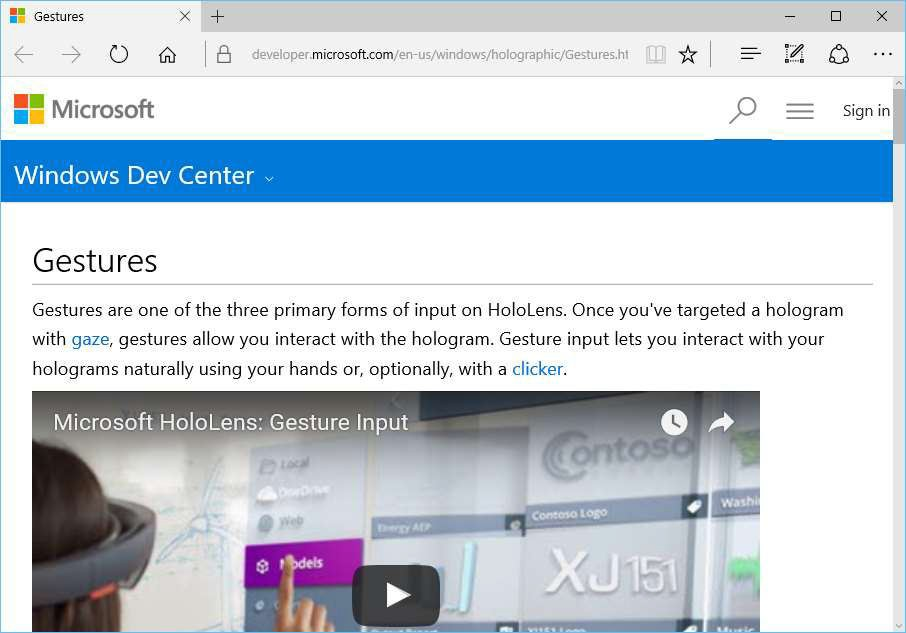 Gestures
developer.microsoft.com/en-us/windows/holographic/Gestures.ht
Microsoft
Sign in
Windows Dev Center
Gestures
Gestures are one of the three primary forms of input on HoloLens. Once you've targeted a hologram
with gaze, gestures allow you interact with the hologram. Gesture input lets you interact with your
holograms naturally using your hands or, optionally, with a clicker.
Microsoft HoloLens: Gesture Input
Local
Contoso
OneDrive
Web
Energy AEP
Contoso Logo
Washi
Models
XJ151
XJ151 Logo
Music